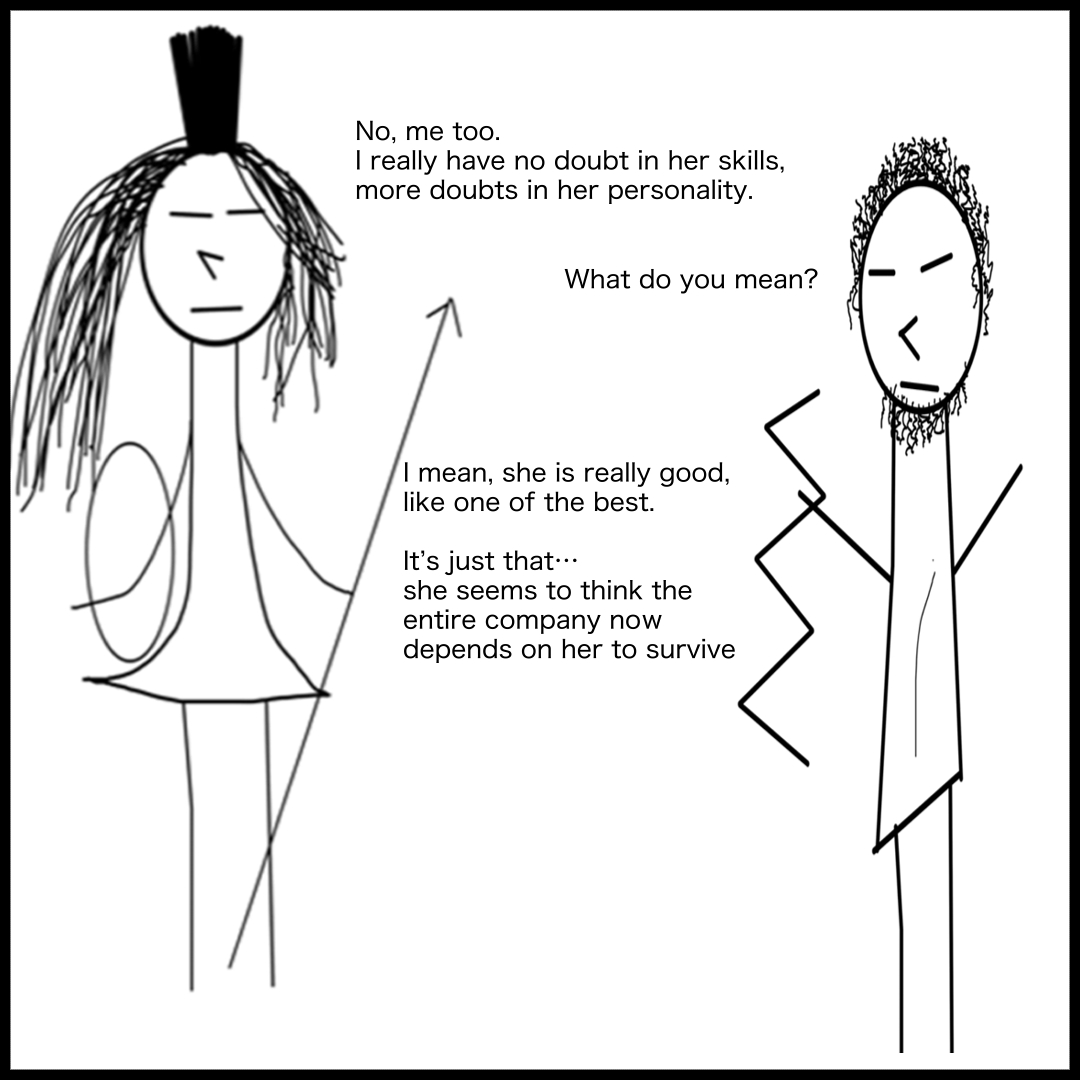 No, me too.
I really have no doubt in her skills,
more doubts in her personality.
What do you mean?
I mean, she is really good,
like one of the best.
It’s just that⋯
she seems to think the
entire company now
depends on her to survive